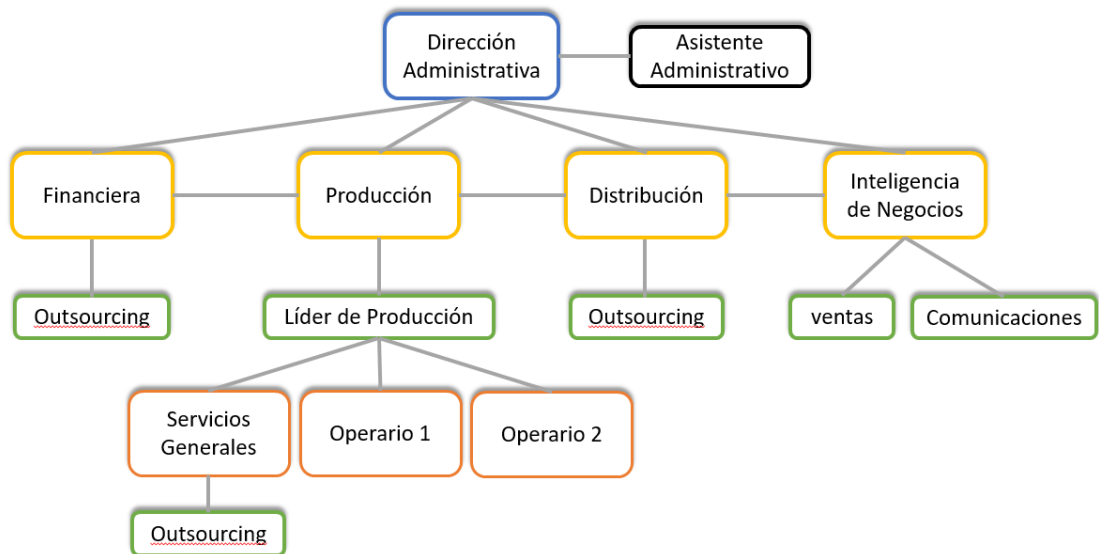 Dirección
Administrativa
Asistente
Administrativo
Financiera
Producción
Distribución
Inteligencia
de Negocios
Outsourcing
Líder de Producción
Outsourcing
ventas
Comunicaciones
Servicios
Generales
Operario 1
Operario 2
Outsourcing